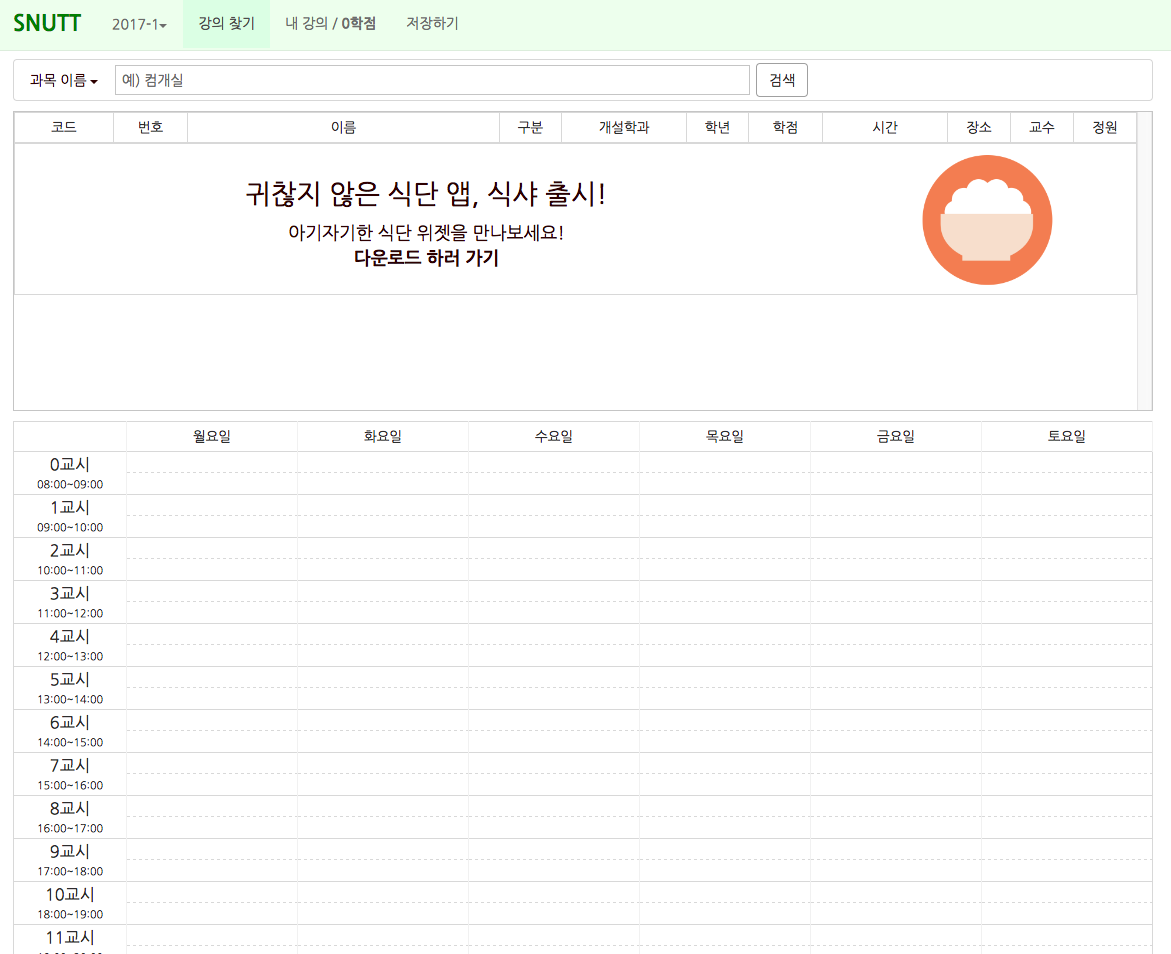 SNUTT 2017-1 강의 찾기 내 강의 / 0학점 저장하기
과목 이름 예) 컴개실 검색
코드 번호 이름 구분 개설학과 학년 학점 시간 장소 교수 정원
귀찮지 않은 식단 앱, 식샤 출시!
아기자기한 식단 위젯을 만나보세요!
다운로드 하러 가기
월요일 화요일 수요일 목요일 금요일 토요일
0교시
08:00~09:00
1교시
09:00~10:00
2교시
10:00~11:00
3교시
11:00~12:00
4교시
12:00~13:00
5교시
13:00~14:00
6교시
14:00~15:00
7교시
15:00~16:00
8교시
16:00~17:00
9교시
17:00~18:00
10교시
18:00~19:00
11교시